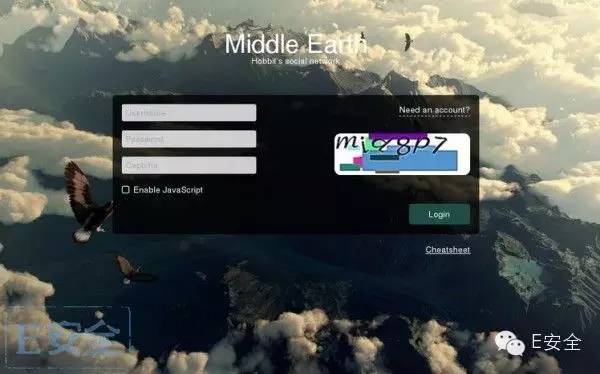 Middle Earth
Hobbit's social network
Username
Need an account?
Password
Captcha
Enable JavaScript
Login
Cheatsheet
E安全
E安全